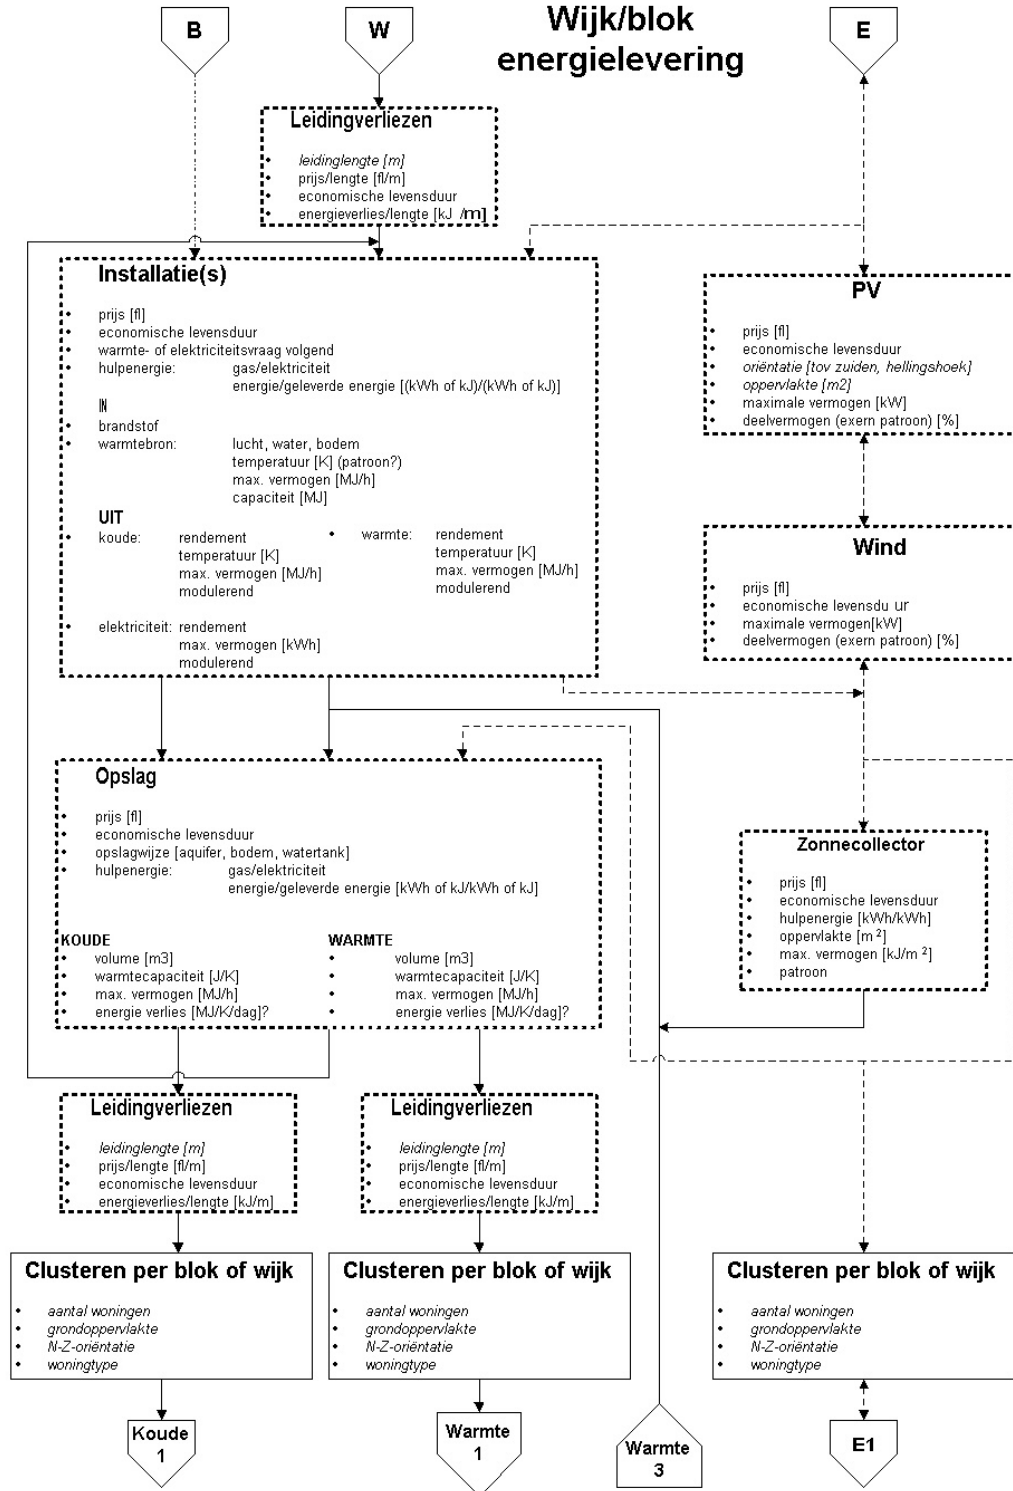 Wijk/blok
energielevering
B
W
E
Leidingverliezen
• leidinglengte [m]
• prijs/lengte [fl/m]
• economische levensduur
• energieverlies/lengte [kJ /m]
Installatie(s)
• prijs [fl]
• economische levensduur
• warmte- of elektriciteitsvraag volgend
• hulpenergie: gas/elektriciteit
energie/geleverde energie [(kWh of kJ)/(kWh of kJ)]
IN
• brandstof
• warmtebron: lucht, water, bodem
temperatuur [K] (patroon?)
max. vermogen [MJ/h]
capaciteit [MJ]
UIT
• koude: rendement
temperatuur [K]
max. vermogen [MJ/h]
modulerend
• warmte: rendement
temperatuur [K]
max. vermogen [MJ/h]
modulerend
• elektriciteit: rendement
max. vermogen [kWh]
modulerend
PV
• prijs [fl]
• economische levensduur
• oriëntatie [tov zuiden, hellingshoek]
• oppervlakte [m2]
• maximale vermogen [kW]
• deelvermogen (exern patroon) [%]
Wind
• prijs [fl]
• economische levensdu ur
• maximale vermogen[kW]
• deelvermogen (exern patroon) [%]
Opslag
• prijs [fl]
• economische levensduur
• opslagwijze [aquifer, bodem, watertank]
• hulpenergie: gas/elektriciteit
energie/geleverde energie [kWh of kJ/kWh of kJ]
KOUDE
• volume [m3]
• warmtecapaciteit [J/K]
• max. vermogen [MJ/h]
• energie verlies [MJ/K/dag]?
WARMTE
• volume [m3]
• warmtecapaciteit [J/K]
• max. vermogen [MJ/h]
• energie verlies [MJ/K/dag]?
Zonnecollector
• prijs [fl]
• economische levensduur
• hulpenergie [kWh/kWh]
• oppervlakte [m²]
• max. vermogen [kJ/m²]
• patroon
Leidingverliezen
• leidinglengte [m]
• prijs/lengte [fl/m]
• economische levensduur
• energieverlies/lengte [kJ/m]
Leidingverliezen
• leidinglengte [m]
• prijs/lengte [fl/m]
• economische levensduur
• energieverlies/lengte [kJ/m]
Clusteren per blok of wijk
• aantal woningen
• grondoppervlakte
• N-Z-oriëntatie
• woningtype
Clusteren per blok of wijk
• aantal woningen
• grondoppervlakte
• N-Z-oriëntatie
• woningtype
Clusteren per blok of wijk
• aantal woningen
• grondoppervlakte
• N-Z-oriëntatie
• woningtype
Koude
1
Warmte
1
Warmte
3
E1